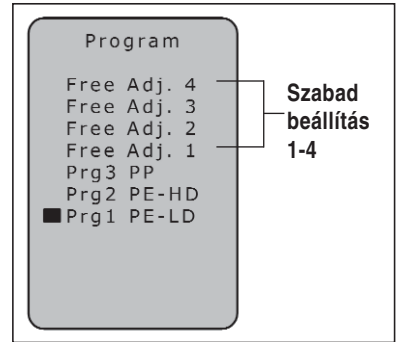 Program
Free Adj. 4
Free Adj. 3
Free Adj. 2
Free Adj. 1
Prg3 PP
Prg2 PE-HD
Prg1 PE-LD
Szabad
beállítás
1-4